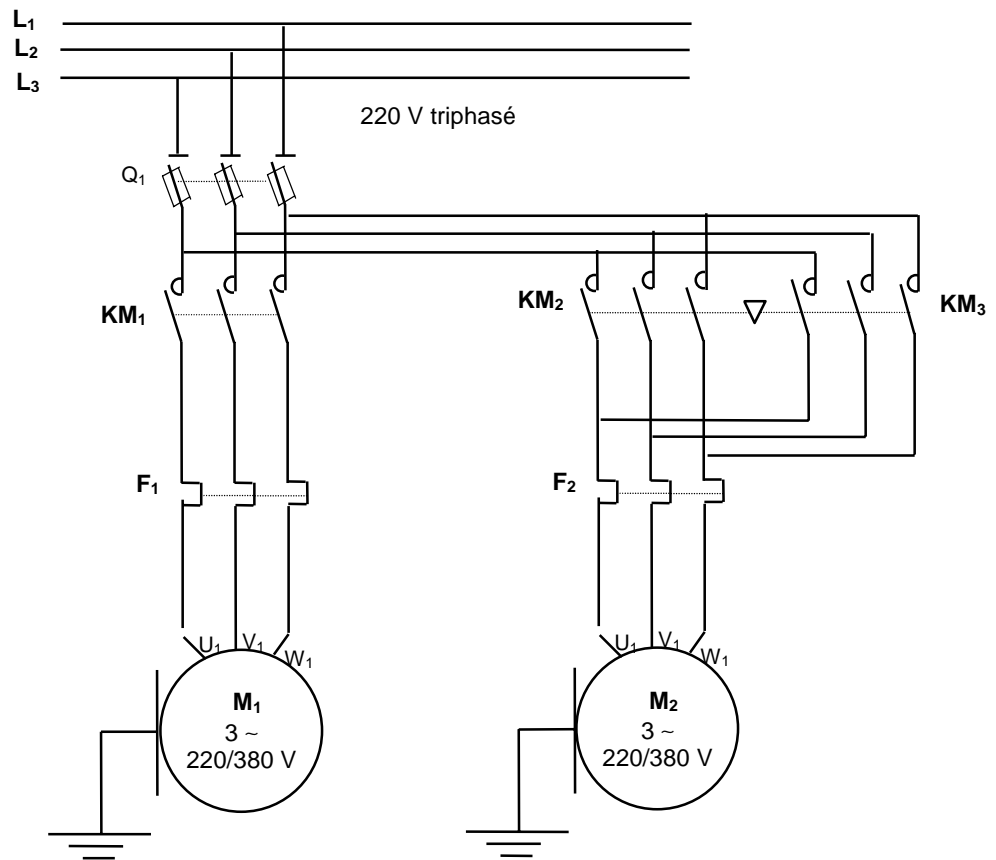 L₁
L₂
L₃
220 V triphasé
Q₁
KM₁
KM₂
KM₃
F₁
F₂
U₁ V₁ W₁
M₁
3 ~
220/380 V
U₁ V₁ W₁
M₂
3 ~
220/380 V